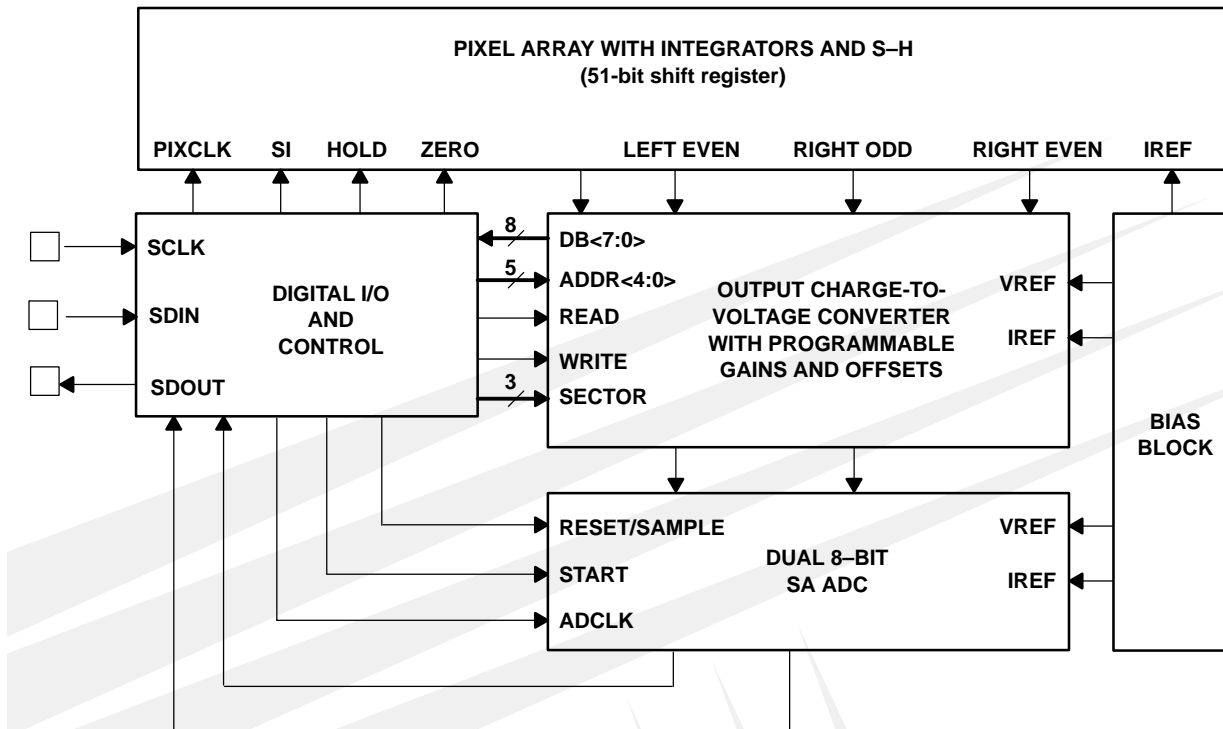 PIXEL ARRAY WITH INTEGRATORS AND S–H
(51-bit shift register)
PIXCLK SI HOLD ZERO LEFT EVEN RIGHT ODD RIGHT EVEN IREF
SCLK
SDIN
SDOUT
DIGITAL I/O
AND
CONTROL
8
5
3
DB<7:0>
ADDR<4:0>
READ
WRITE
SECTOR
OUTPUT CHARGE-TO-
VOLTAGE CONVERTER
WITH PROGRAMMABLE
GAINS AND OFFSETS
VREF
IREF
BIAS
BLOCK
RESET/SAMPLE
START
ADCLK
DUAL 8–BIT
SA ADC
VREF
IREF